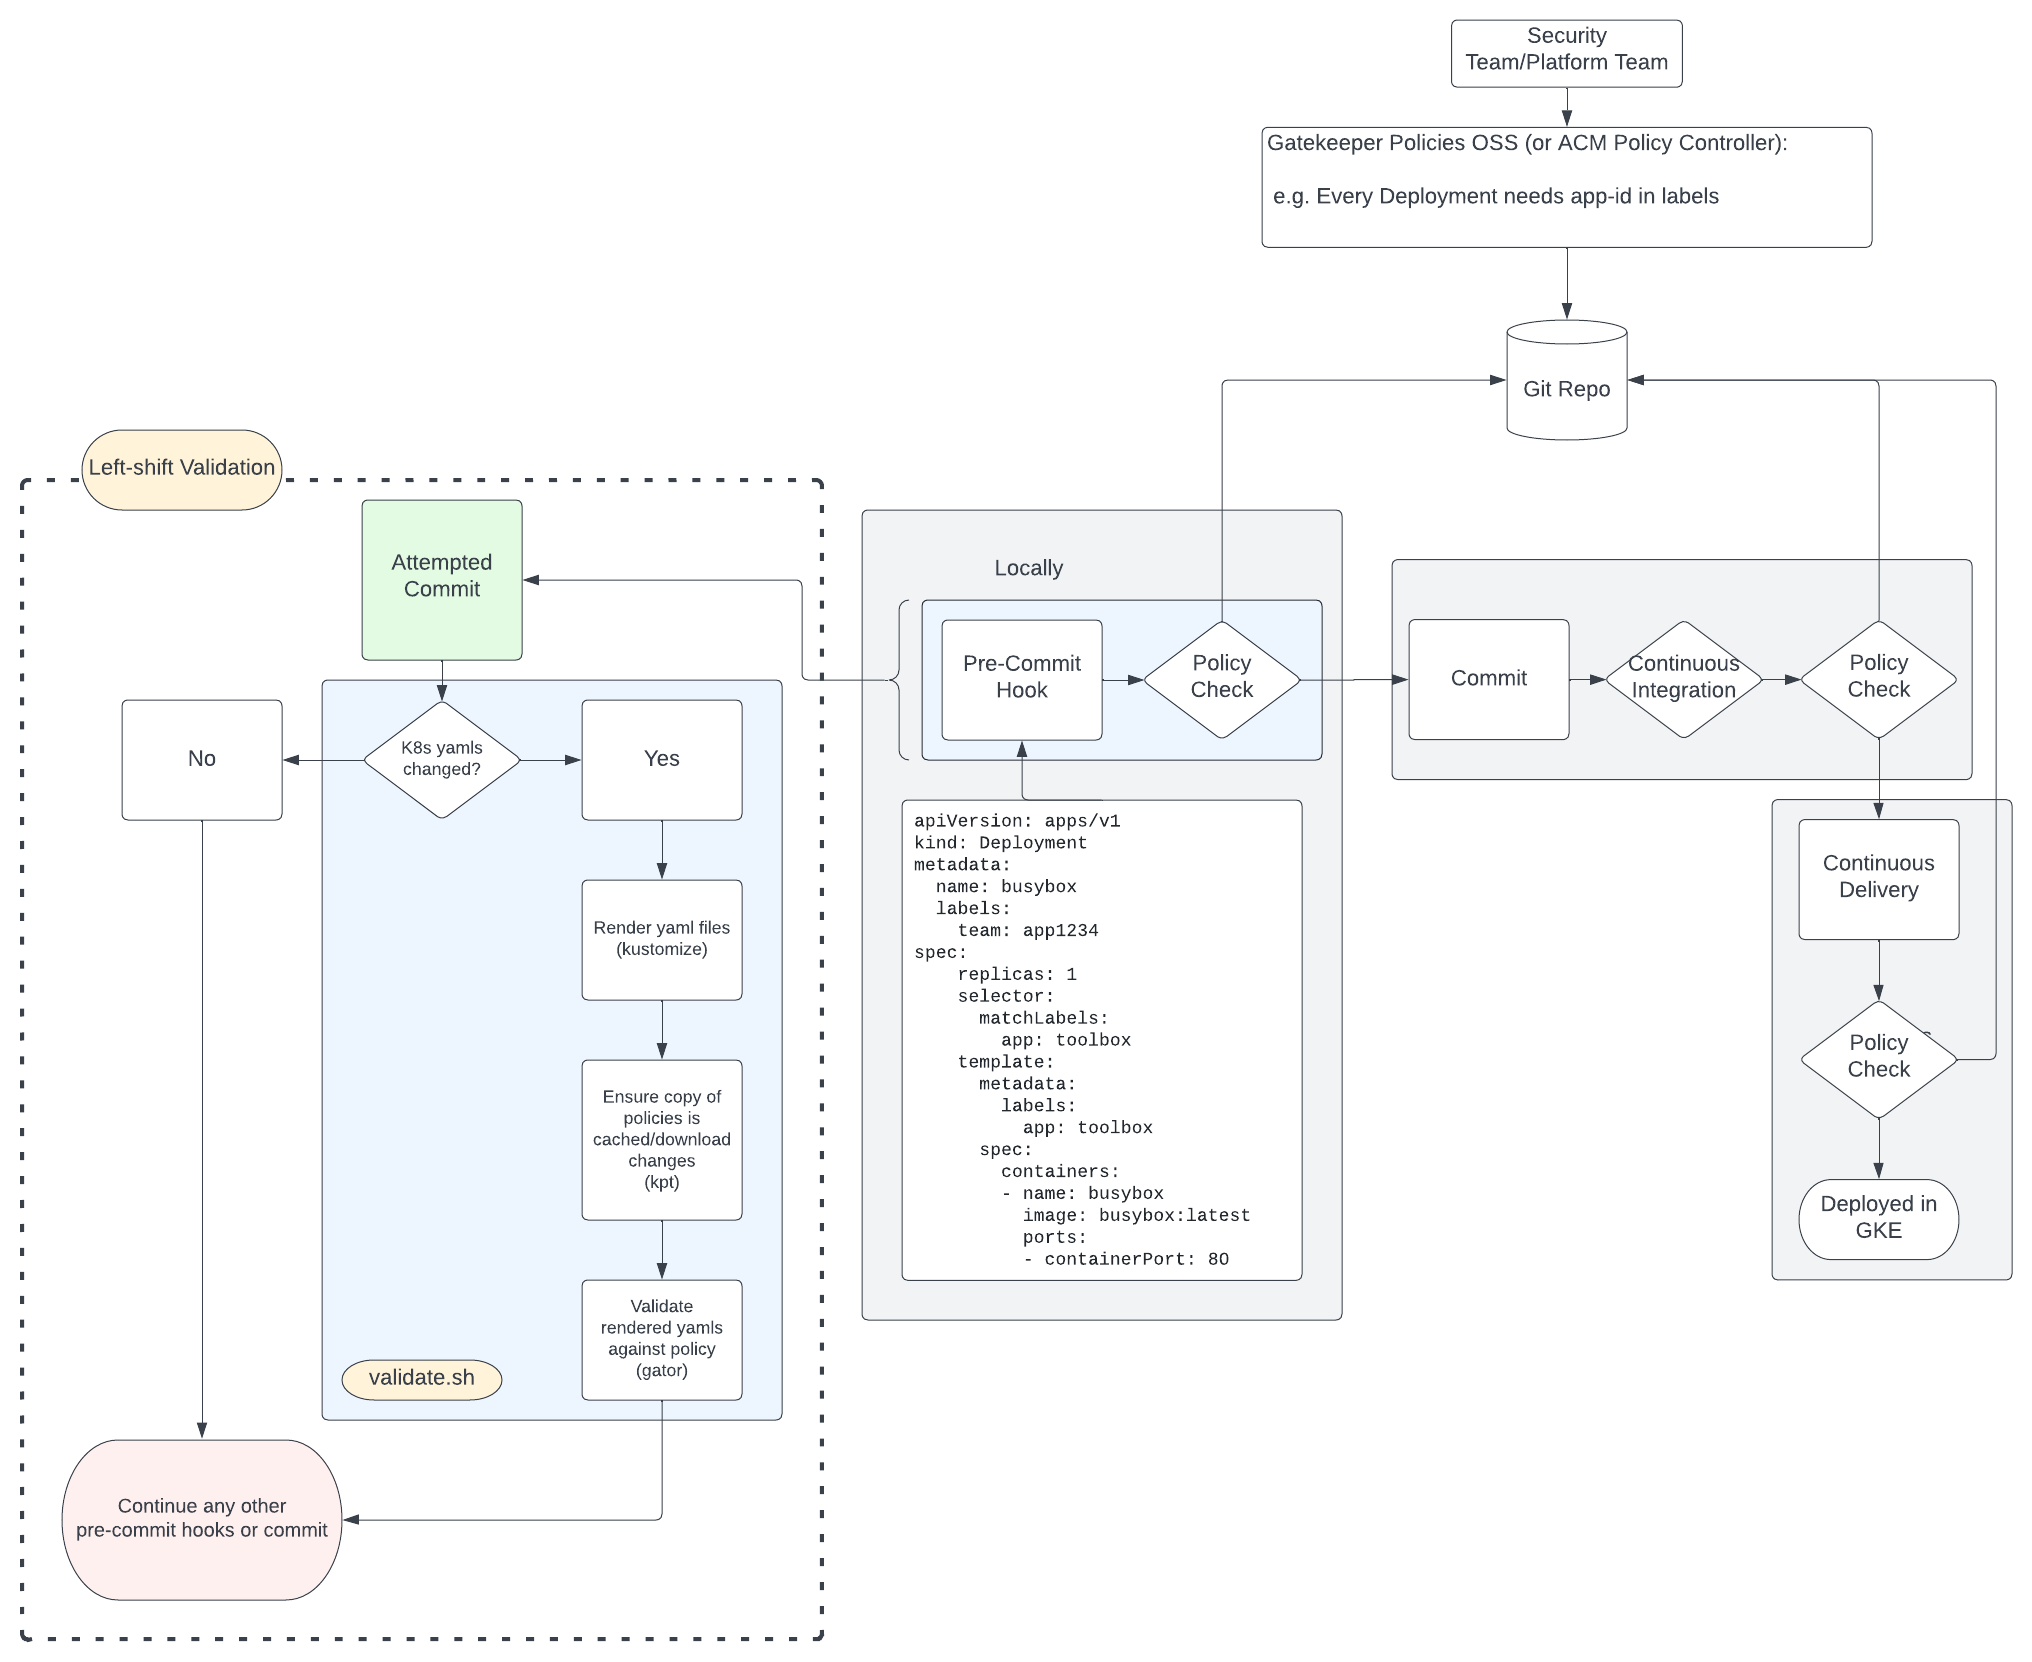 Security
Team/Platform Team
Gatekeeper Policies OSS (or ACM Policy Controller):
e.g. Every Deployment needs app-id in labels
Git Repo
Left-shift Validation
Attempted
Commit
K8s yamls
changed?
No
Yes
Render yaml files
(kustomize)
Ensure copy of
policies is
cached/download
changes
(kpt)
Validate
rendered yamls
against policy
(gator)
validate.sh
Continue any other
pre-commit hooks or commit
Locally
Pre-Commit
Hook
Policy
Check
apiVersion: apps/v1
kind: Deployment
metadata:
  name: busybox
  labels:
    team: app1234
spec:
    replicas: 1
    selector:
      matchLabels:
        app: toolbox
    template:
      metadata:
        labels:
          app: toolbox
      spec:
        containers:
        - name: busybox
          image: busybox:latest
          ports:
          - containerPort: 80
Commit
Continuous
Integration
Policy
Check
Continuous
Delivery
Policy
Check
Deployed in
GKE